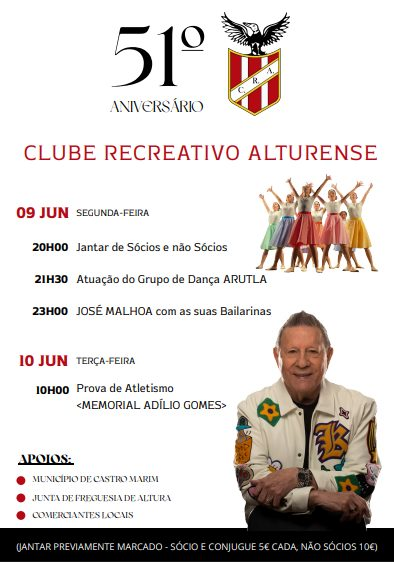 51º
ANIVERSÁRIO
C. R. A.
CLUBE RECREATIVO ALTURENSE
09 JUN SEGUNDA-FEIRA
20H00 Jantar de Sócios e não Sócios
21H30 Atuação do Grupo de Dança ARUTLA
23H00 JOSÉ MALHOA com as suas Bailarinas
10 JUN TERÇA-FEIRA
10H00 Prova de Atletismo
<MEMORIAL ADÍLIO GOMES>
APOIOS:
MUNICÍPIO DE CASTRO MARIM
JUNTA DE FREGUESIA DE ALTURA
COMERCIANTES LOCAIS
(JANTAR PREVIAMENTE MARCADO - SÓCIO E CONJUGUE 5€ CADA, NÃO SÓCIOS 10€)